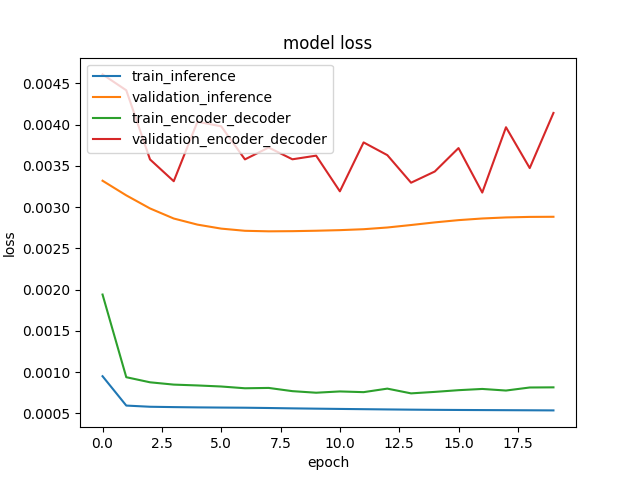 model loss
train_inference
validation_inference
train_encoder_decoder
validation_encoder_decoder
0.0045
0.0040
0.0035
0.0030
0.0025
0.0020
0.0015
0.0010
0.0005
loss
0.0 2.5 5.0 7.5 10.0 12.5 15.0 17.5
epoch